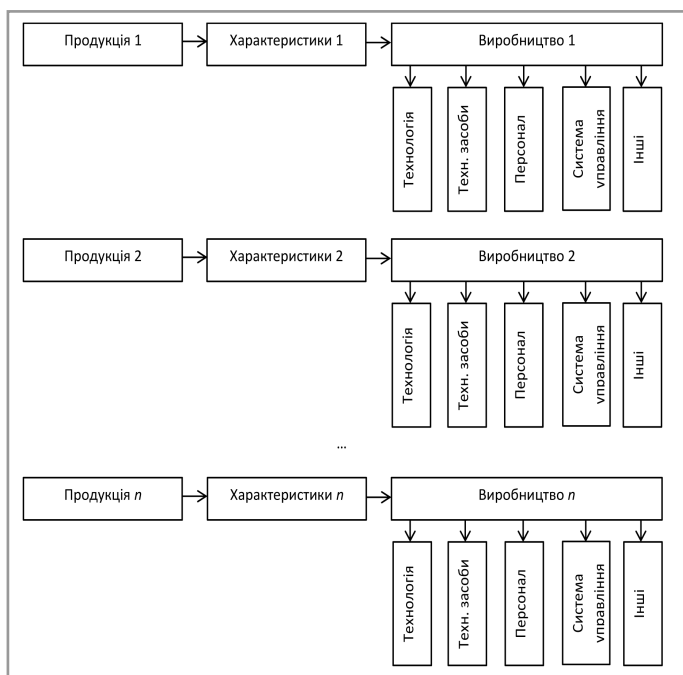 Продукція 1
Характеристики 1
Виробництво 1
Технологія
Техн. засоби
Персонал
Система
управління
Інші
Продукція 2
Характеристики 2
Виробництво 2
Технологія
Техн. засоби
Персонал
Система
управління
Інші
...
Продукція n
Характеристики n
Виробництво n
Технологія
Техн. засоби
Персонал
Система
управління
Інші